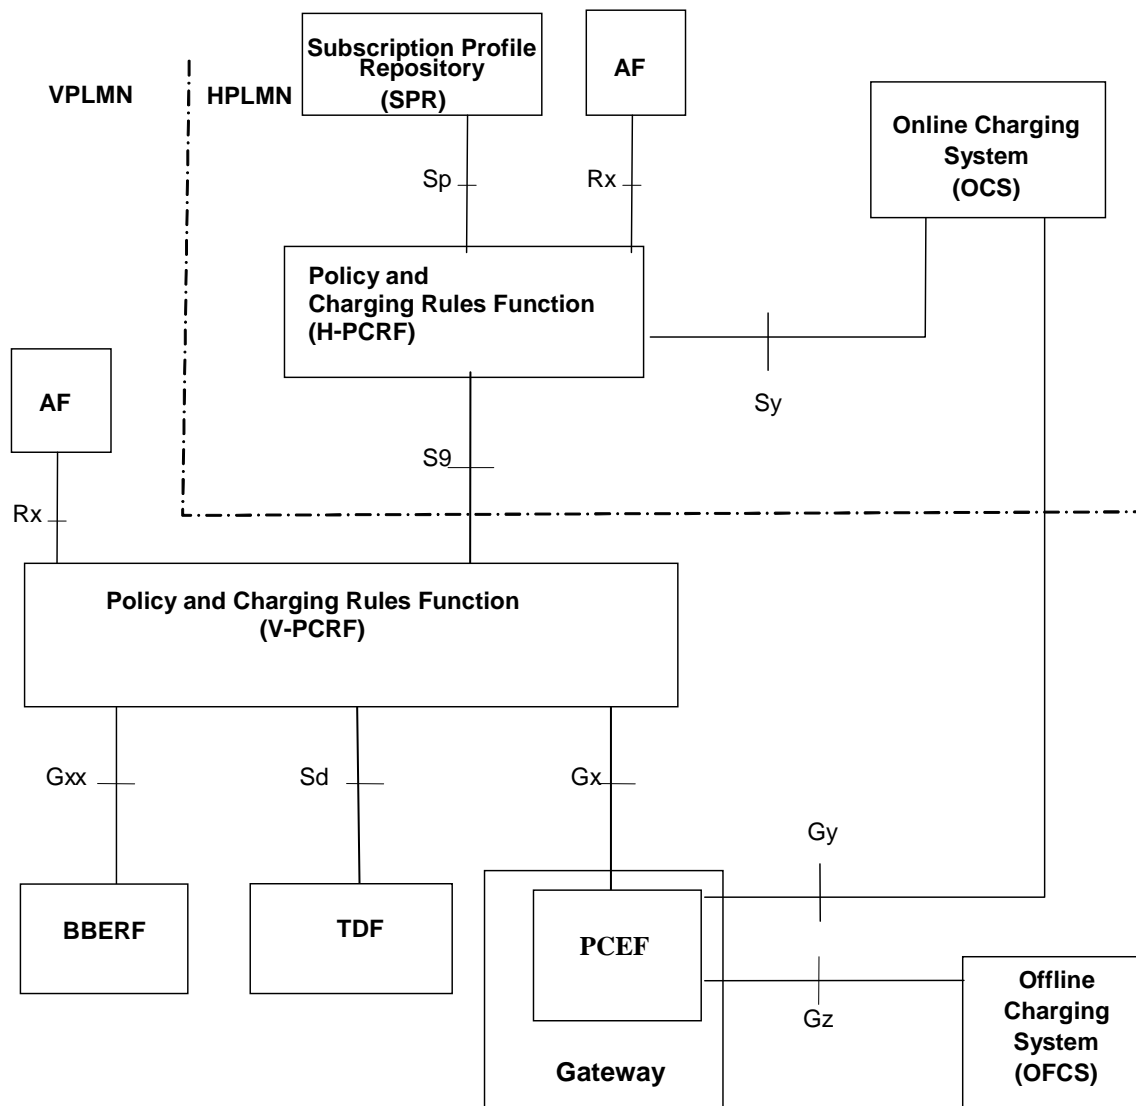 Subscription Profile
Repository
(SPR)
AF
VPLMN
HPLMN
Online Charging
System
(OCS)
Sp
Rx
Policy and
Charging Rules Function
(H-PCRF)
Sy
AF
S9
Rx
Policy and Charging Rules Function
(V-PCRF)
Gxx
Sd
Gx
Gy
BBERF
TDF
PCEF
Gz
Offline
Charging
System
(OFCS)
Gateway